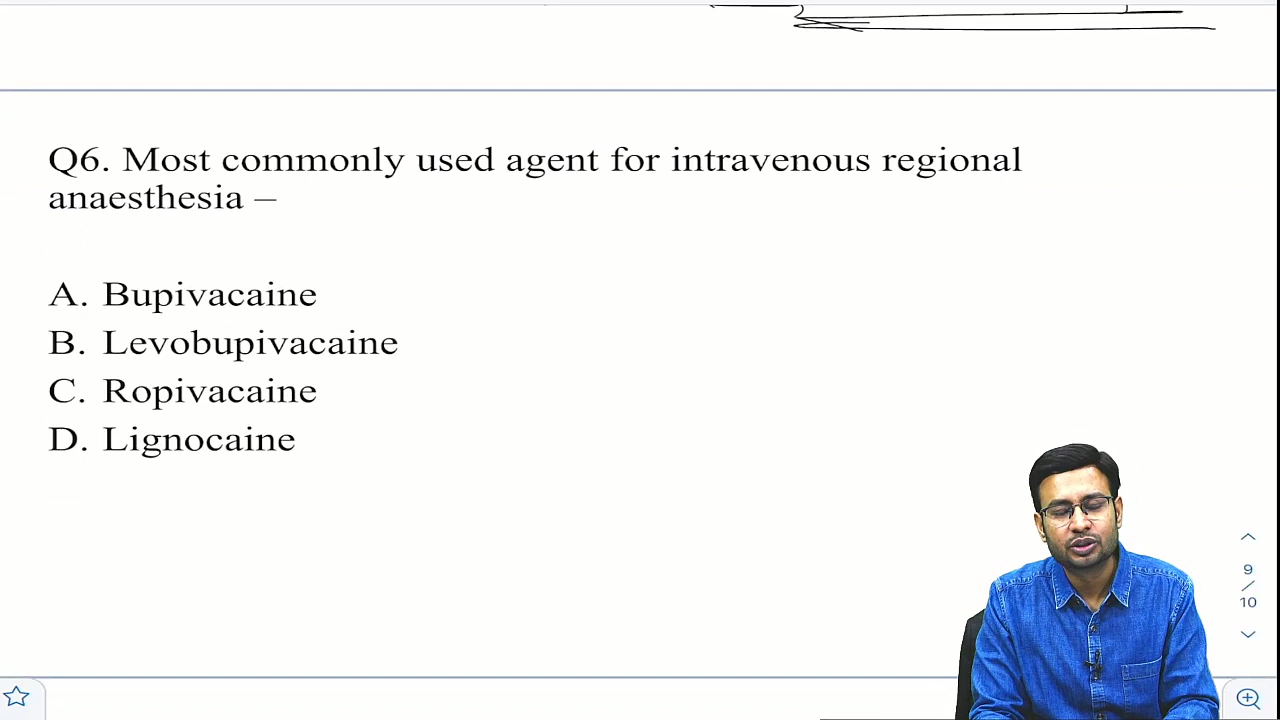 Q6. Most commonly used agent for intravenous regional
anaesthesia –
A. Bupivacaine
B. Levobupivacaine
C. Ropivacaine
D. Lignocaine
9
/
10